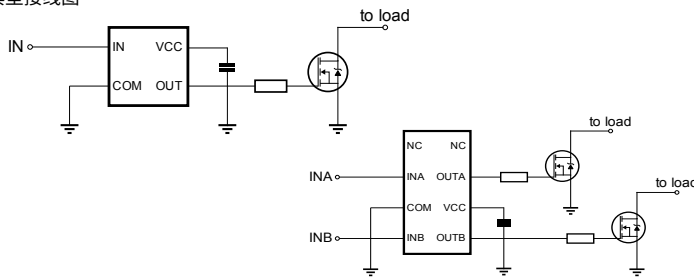 型接线图
to load
IN
IN VCC
COM OUT
to load
NC NC
INA
INA OUTA
to load
COM VCC
INB
INB OUTB